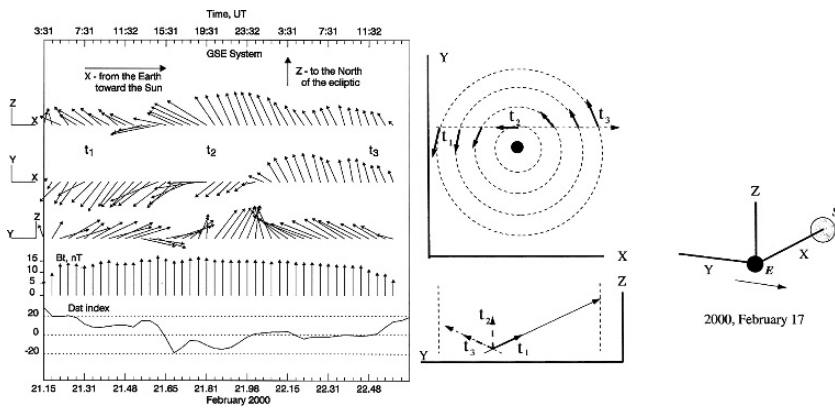 Time, UT
3:31 7:31 11:32 15:31 19:31 23:32 3:31 7:31 11:32
GSE System
X - from the Earth
toward the Sun
Z - to the North
of the ecliptic
Z
X
Y
t1 t2 t3
X
Z
Y
Bt, nT
15
10
5
0
Dst index
20
0
-20
21.15 21.31 21.48 21.65 21.81 21.98 22.15 22.31 22.48
February 2000
Y
t1
t2
t3
X
Z
t2
t3
t1
Y
Z
S
X
Y
E
2000, February 17